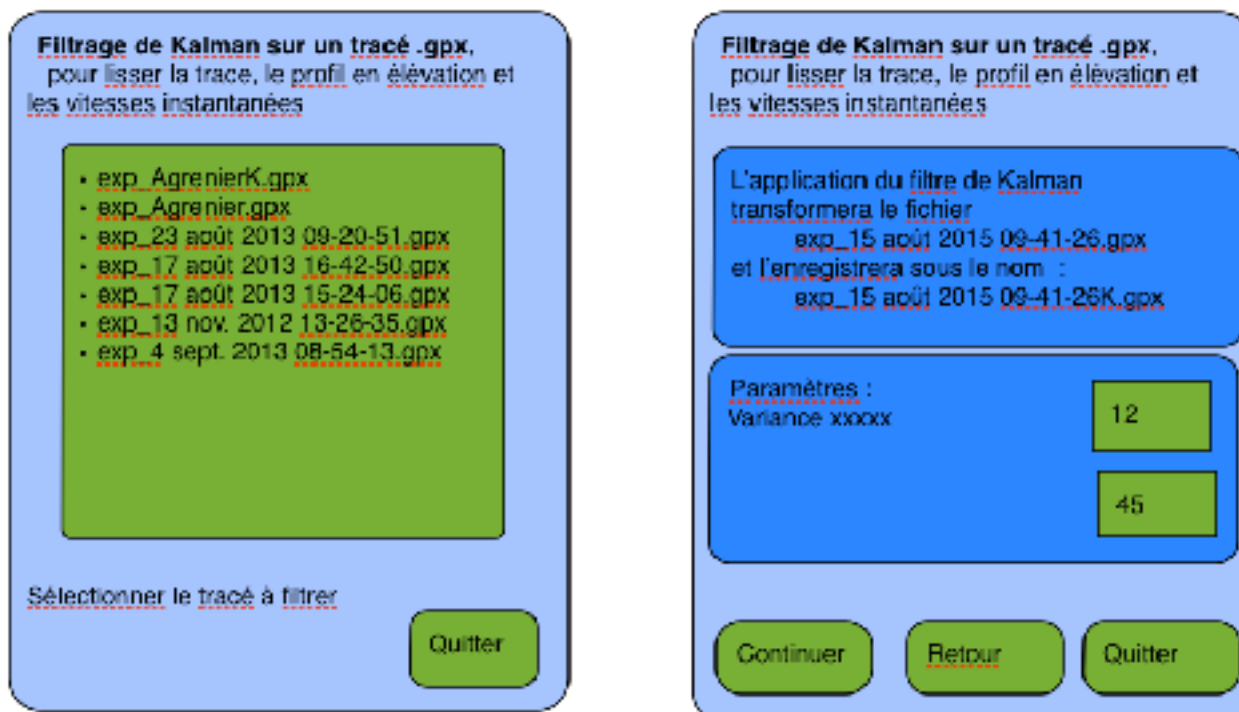 Filtrage de Kalman sur un tracé .gpx,
pour lisser la trace, le profil en élévation et
les vitesses instantanées
• exp_AgrenierK.gpx
• exp_Agrenier.gpx
• exp_23 août 2013 09-20-51.gpx
• exp_17 août 2013 16-42-50.gpx
• exp_17 août 2013 15-24-06.gpx
• exp_13 nov. 2012 13-26-35.gpx
• exp_4 sept. 2013 08-54-13.gpx
Sélectionner le tracé à filtrer
Quitter
Filtrage de Kalman sur un tracé .gpx,
pour lisser la trace, le profil en élévation et
les vitesses instantanées
L'application du filtre de Kalman
transformera le fichier
exp_15 août 2015 09-41-26.gpx
et l'enregistrera sous le nom :
exp_15 août 2015 09-41-26K.gpx
Paramètres :
Variance xxxxx
12
45
Continuer
Retour
Quitter